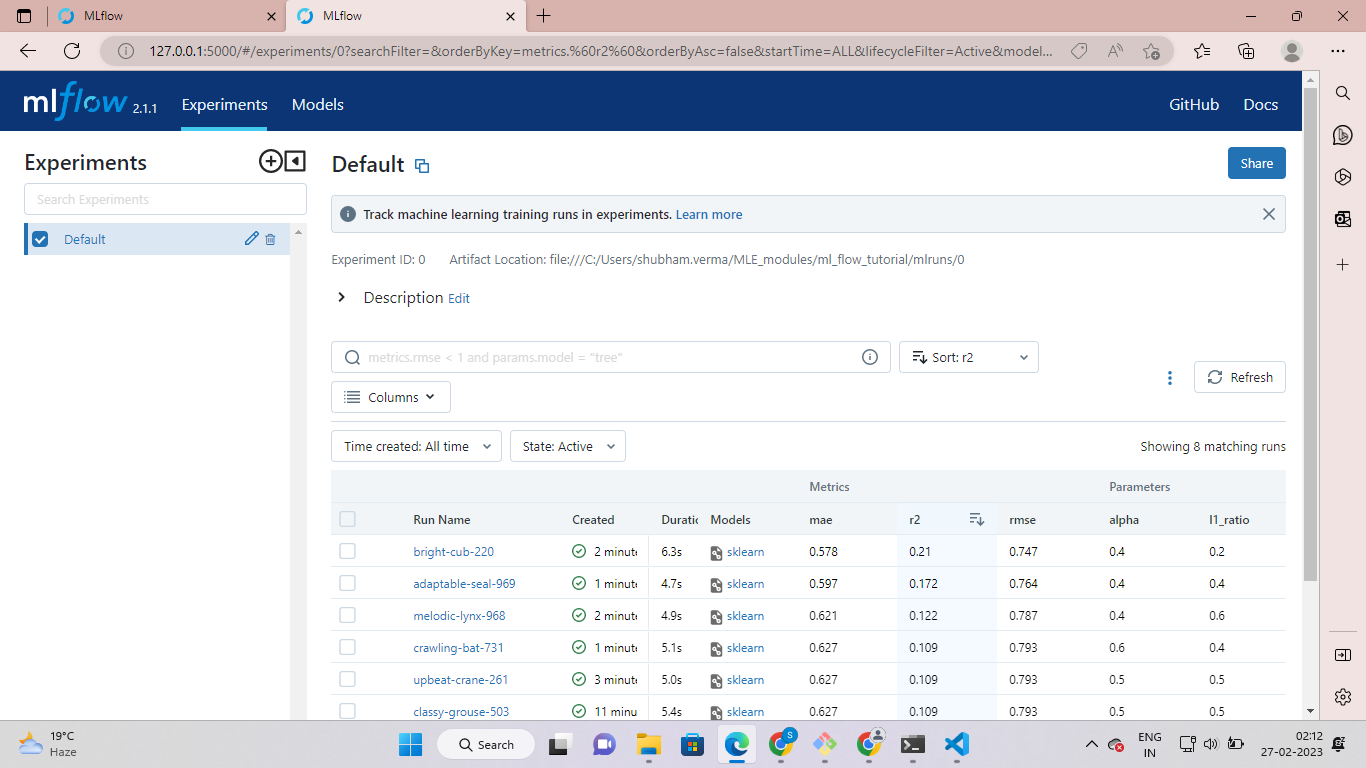 MLflow
MLflow
127.0.0.1:5000/#/experiments/0?searchFilter=&orderByKey=metrics.%60r2%60&orderByAsc=false&startTime=ALL&lifecycleFilter=Active&model...
mlflow 2.1.1 Experiments Models GitHub Docs
Experiments
Default
Share
Search Experiments
Track machine learning training runs in experiments. Learn more
Default
Experiment ID: 0 Artifact Location: file:///C:/Users/shubham.verma/MLE_modules/ml_flow_tutorial/mlruns/0
Description Edit
metrics.rmse < 1 and params.model = "tree"
Sort: r2
Refresh
Columns
Time created: All time State: Active Showing 8 matching runs
Metrics Parameters
Run Name Created Duratic Models mae r2 rmse alpha l1_ratio
bright-cub-220 2 minute 6.3s sklearn 0.578 0.21 0.747 0.4 0.2
adaptable-seal-969 1 minute 4.7s sklearn 0.597 0.172 0.764 0.4 0.4
melodic-lynx-968 2 minute 4.9s sklearn 0.621 0.122 0.787 0.4 0.6
crawling-bat-731 1 minute 5.1s sklearn 0.627 0.109 0.793 0.6 0.4
upbeat-crane-261 3 minute 5.0s sklearn 0.627 0.109 0.793 0.5 0.5
classy-grouse-503 11 minu 5.4s sklearn 0.627 0.109 0.793 0.5 0.5
19°C
Haze
Search
S
ENG
IN
02:12
27-02-2023